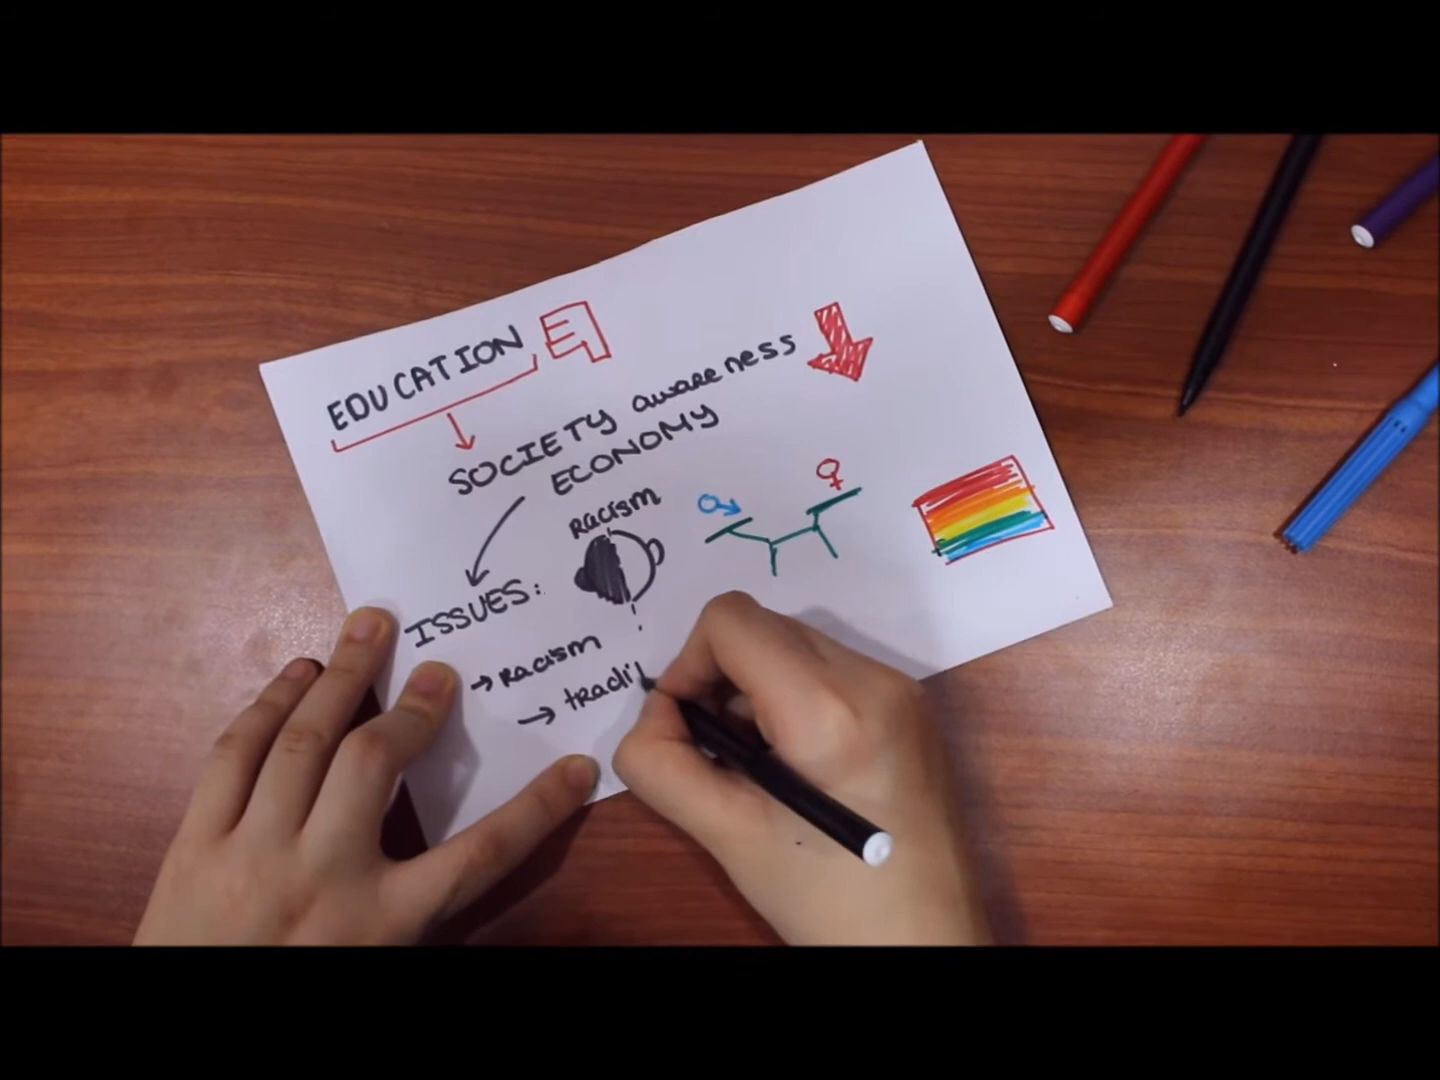 EDUCATION
SOCIETY awareness
ECONOMY
racism
ISSUES:
→ racism
→ tradi